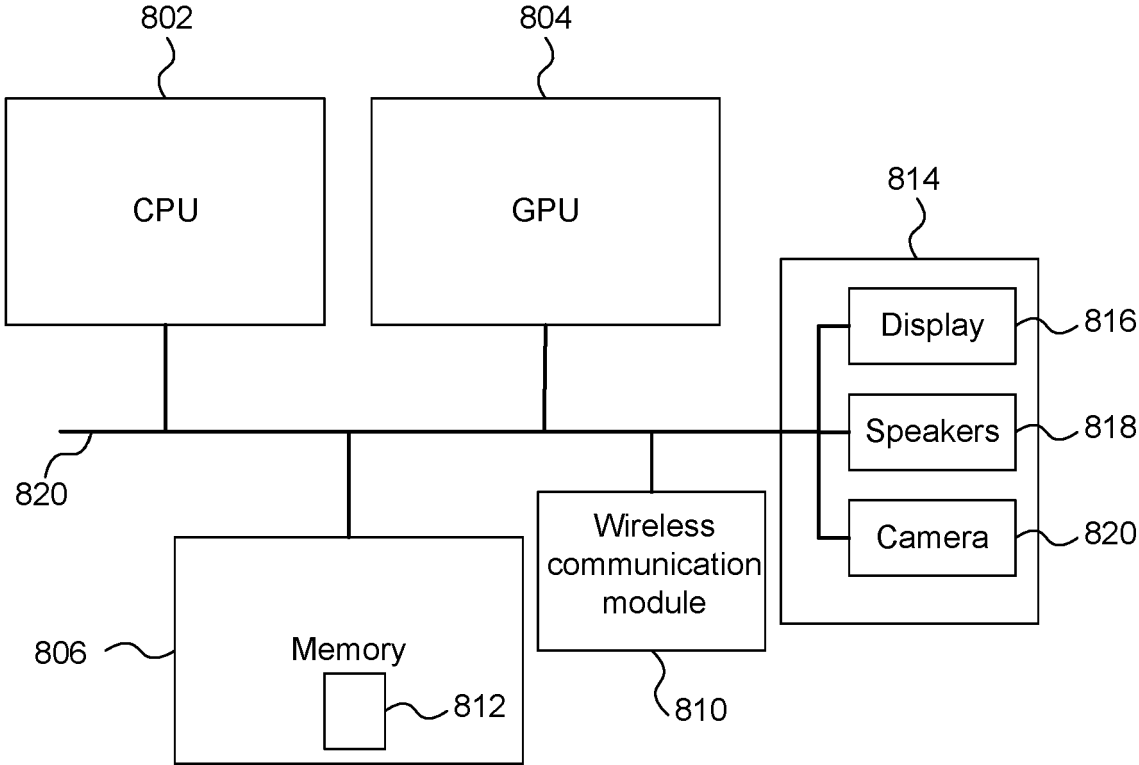 802
804
CPU
GPU
814
Display
816
Speakers
818
820
Camera
820
Wireless
communication
module
806
Memory
812
810